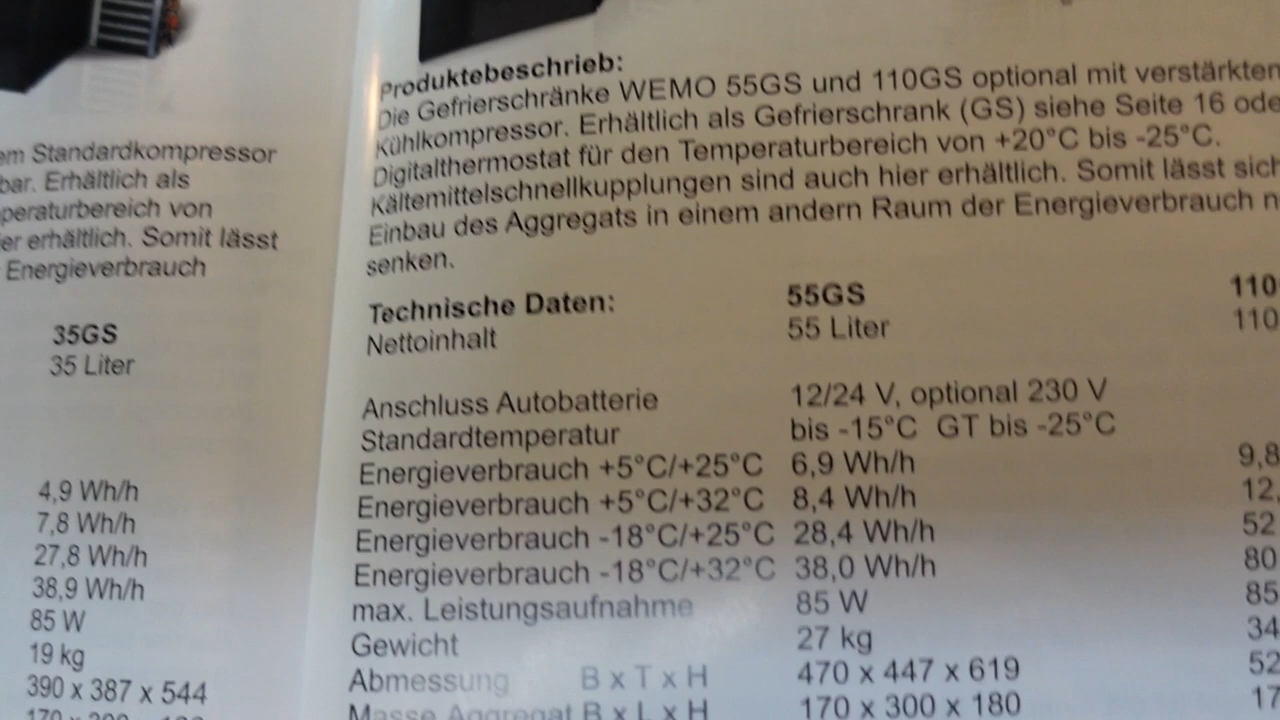 em Standardkompressor
bar. Erhältlich als
peraturbereich von
er erhältlich. Somit lässt
Energieverbrauch
35GS
35 Liter
4,9 Wh/h
7,8 Wh/h
27,8 Wh/h
38,9 Wh/h
85 W
19 kg
390 x 387 x 544
Produktebeschrieb:
Die Gefrierschränke WEMO 55GS und 110GS optional mit verstärkten
Kühlkompressor. Erhältlich als Gefrierschrank (GS) siehe Seite 16 ode
Digitalthermostat für den Temperaturbereich von +20°C bis -25°C.
Kältemittelschnellkupplungen sind auch hier erhältlich. Somit lässt sich
Einbau des Aggregats in einem andern Raum der Energieverbrauch n
senken.
Technische Daten: 55GS 110
Nettoinhalt 55 Liter 110
Anschluss Autobatterie 12/24 V, optional 230 V
Standardtemperatur bis -15°C GT bis -25°C
Energieverbrauch +5°C/+25°C 6,9 Wh/h 9,8
Energieverbrauch +5°C/+32°C 8,4 Wh/h 12,
Energieverbrauch -18°C/+25°C 28,4 Wh/h 52
Energieverbrauch -18°C/+32°C 38,0 Wh/h 80
max. Leistungsaufnahme 85 W 85
Gewicht 27 kg 34
Abmessung B x T x H 470 x 447 x 619 52
Masse Aggregat B x L x H 170 x 300 x 180 17